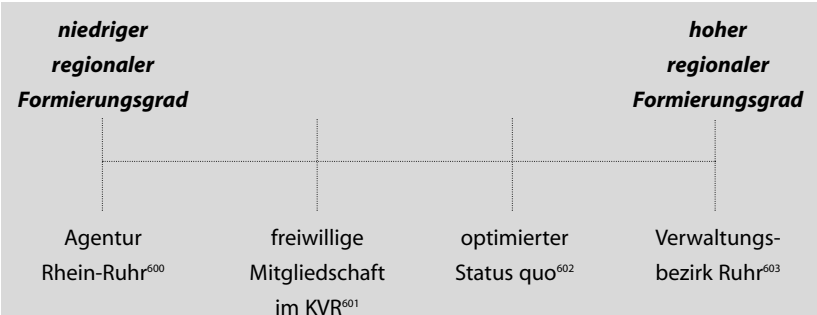 niedriger
regionaler
Formierungsgrad
hoher
regionaler
Formierungsgrad
Agentur
Rhein-Ruhr⁶⁰⁰
freiwillige
Mitgliedschaft
im KVR⁶⁰¹
optimierter
Status quo⁶⁰²
Verwaltungs-
bezirk Ruhr⁶⁰³